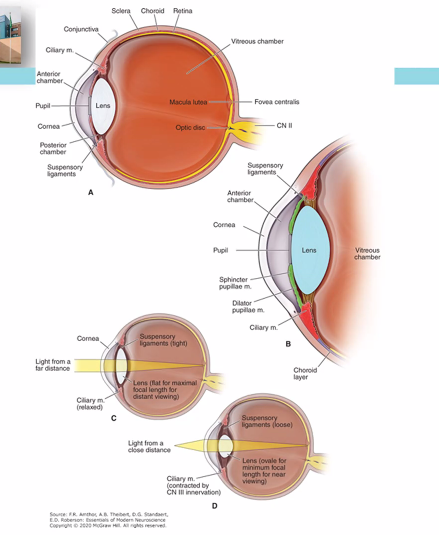 Sclera Choroid Retina
Conjunctiva
Ciliary m.
Vitreous chamber
Anterior
chamber
Pupil
Lens
Macula lutea
Fovea centralis
Cornea
Optic disc
CN II
Posterior
chamber
Suspensory
ligaments
A
Suspensory
ligaments
Anterior
chamber
Cornea
Pupil
Lens
Vitreous
chamber
Sphincter
pupillae m.
Dilator
pupillae m.
Ciliary m.
B
Choroid
layer
Cornea
Suspensory
ligaments (tight)
Light from a
far distance
Lens (flat for maximal
focal length for
distant viewing)
Ciliary m.
(relaxed)
C
Suspensory
ligaments (loose)
Light from a
close distance
Lens (ovale for
minimum focal
length for near
viewing)
Ciliary m.
(contracted by
CN III innervation)
D
Source: F.R. Amthor, A.B. Theibert, D.G. Standaert,
E.D. Roberson: Essentials of Modern Neuroscience
Copyright © 2020 McGraw Hill. All rights reserved.